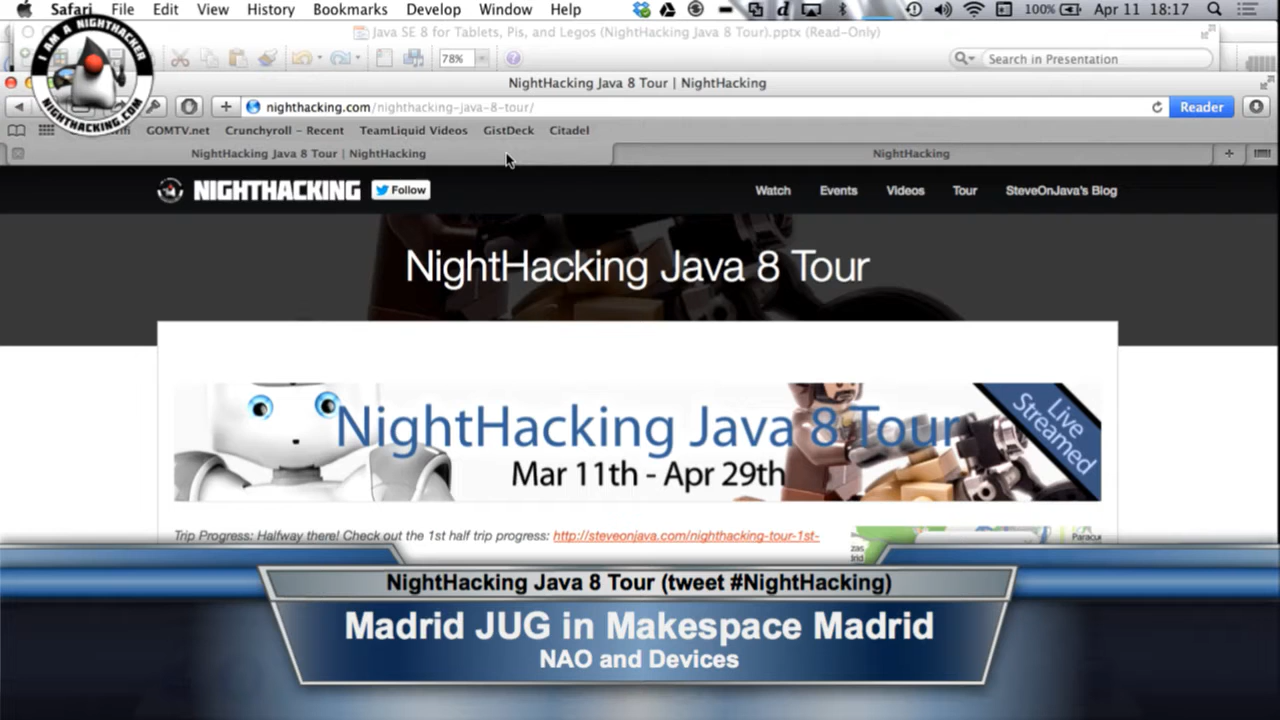 Safari File Edit View History Bookmarks Develop Window Help 100% Apr 11 18:17
Java SE 8 for Tablets, Pis, and Legos (NightHacking Java 8 Tour).pptx (Read-Only)
78% Search in Presentation
I AM A NIGHTHACKER
NIGHTHACKING.COM
NightHacking Java 8 Tour | NightHacking
nighthacking.com/nighthacking-java-8-tour/ Reader
GOMTV.net Crunchyroll – Recent TeamLiquid Videos GistDeck Citadel
NightHacking Java 8 Tour | NightHacking NightHacking
NIGHTHACKING Follow Watch Events Videos Tour SteveOnJava's Blog
NightHacking Java 8 Tour
NightHacking Java 8 Tour
Mar 11th - Apr 29th
Live
Streamed
Trip Progress: Halfway there! Check out the 1st half trip progress: http://steveonjava.com/nighthacking-tour-1st-
NightHacking Java 8 Tour (tweet #NightHacking)
Madrid JUG in Makespace Madrid
NAO and Devices